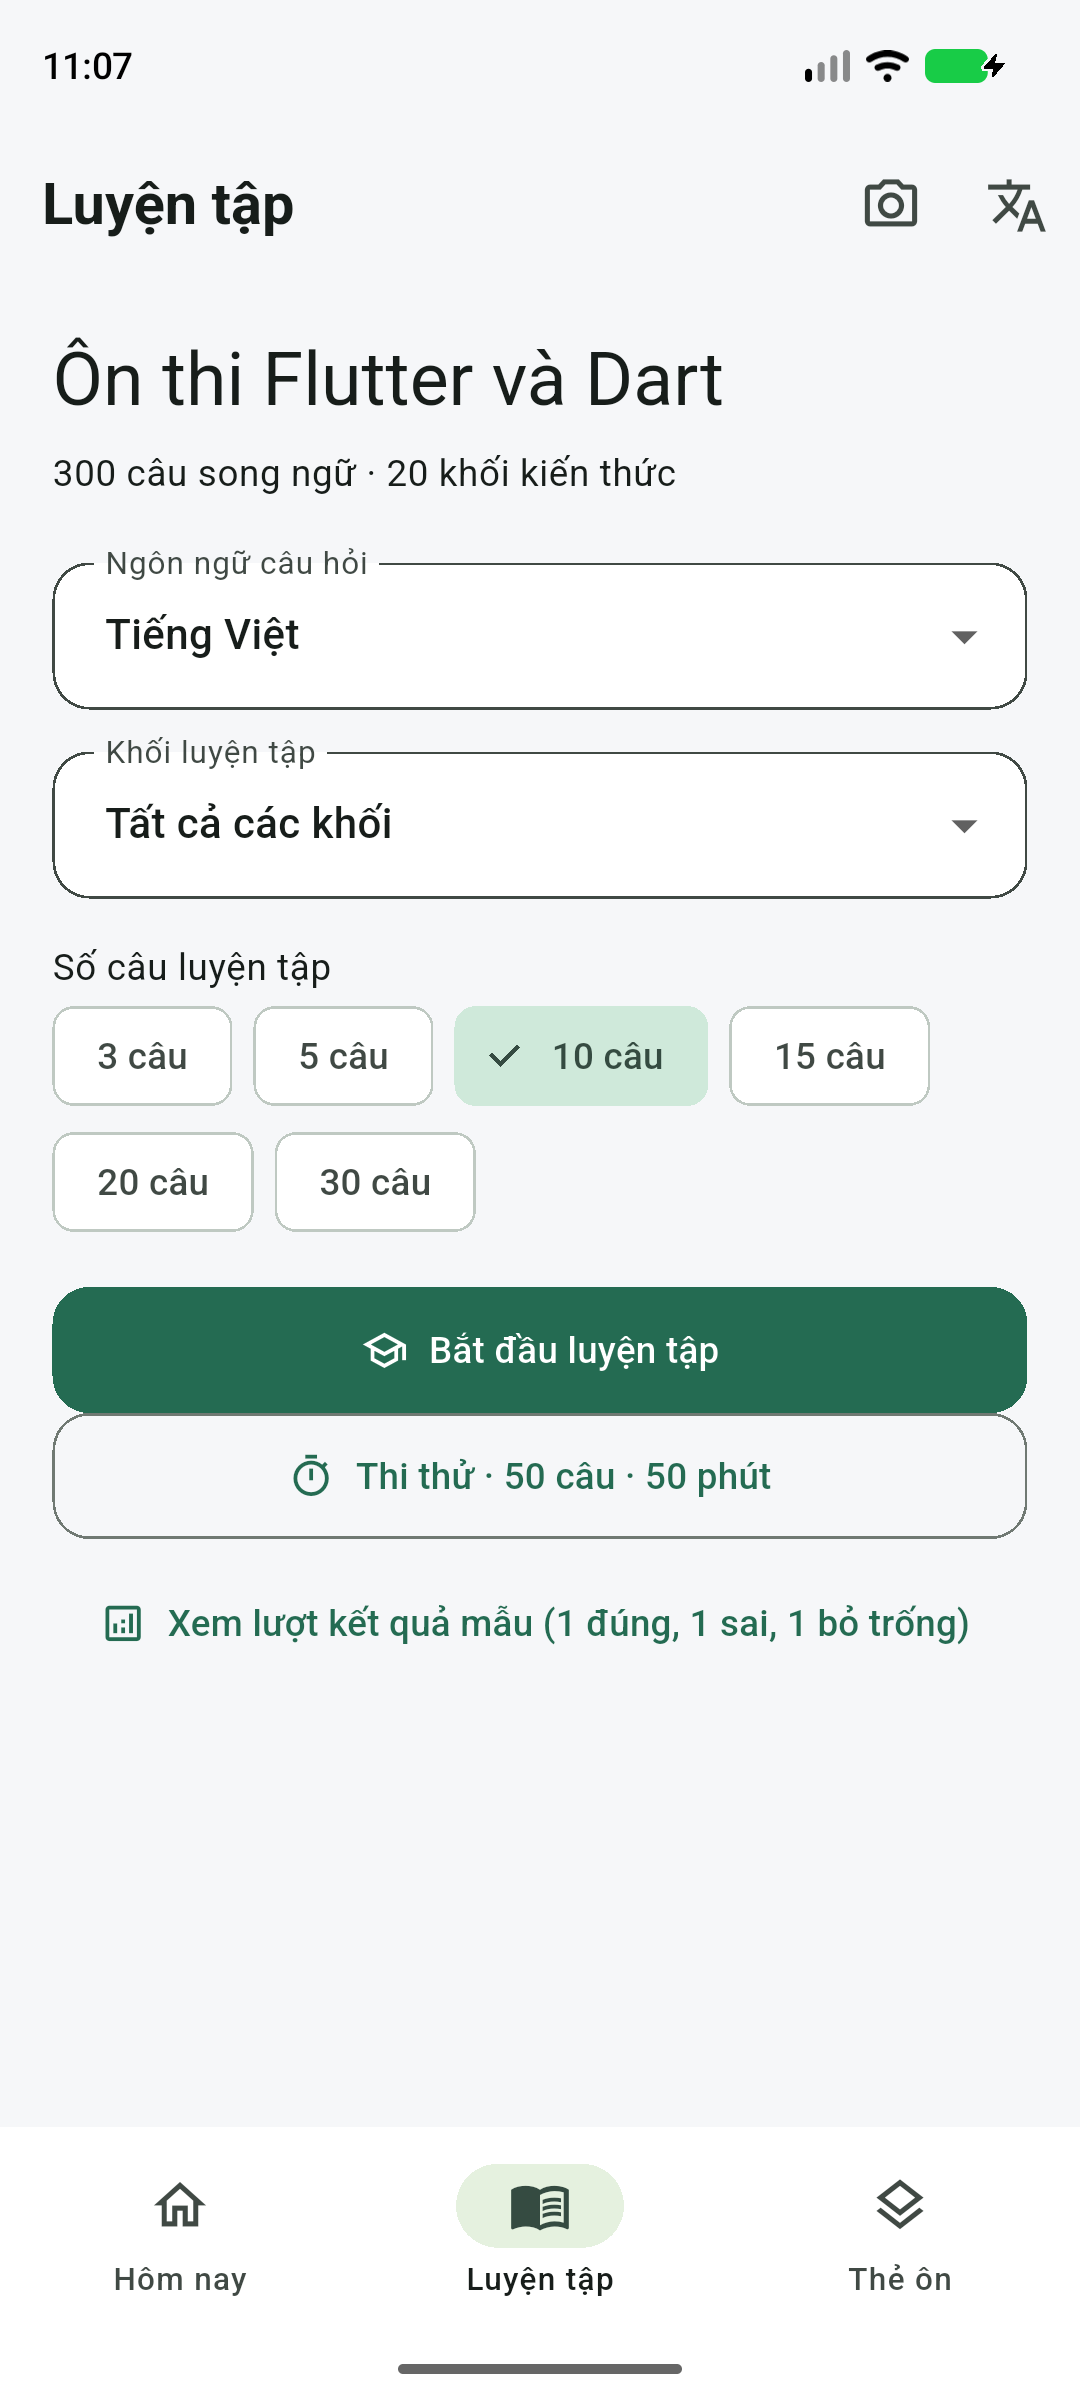 11:07
Luyện tập
Ôn thi Flutter và Dart
300 câu song ngữ · 20 khối kiến thức
Ngôn ngữ câu hỏi
Tiếng Việt
Khối luyện tập
Tất cả các khối
Số câu luyện tập
3 câu
5 câu
10 câu
15 câu
20 câu
30 câu
Bắt đầu luyện tập
Thi thử · 50 câu · 50 phút
Xem lượt kết quả mẫu (1 đúng, 1 sai, 1 bỏ trống)
Hôm nay
Luyện tập
Thẻ ôn